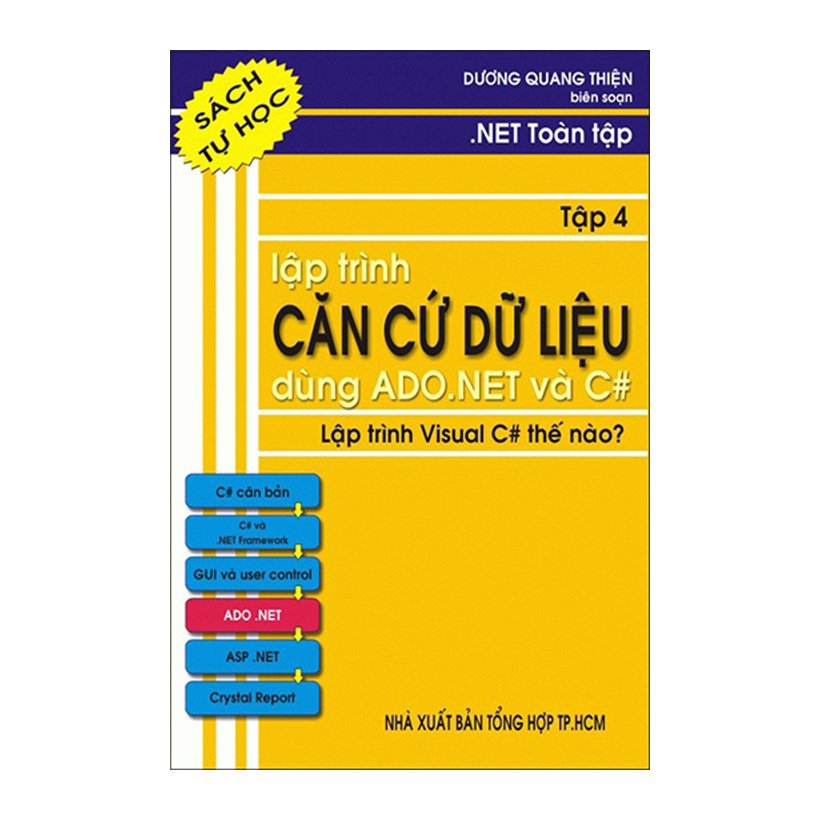 SÁCH
TỰ HỌC
DƯƠNG QUANG THIỆN
biên soạn
.NET Toàn tập
Tập 4
lập trình
CĂN CỨ DỮ LIỆU
dùng ADO.NET và C#
Lập trình Visual C# thế nào?
C# căn bản
C# và
.NET Framework
GUI và user control
ADO .NET
ASP .NET
Crystal Report
NHÀ XUẤT BẢN TỔNG HỢP TP.HCM